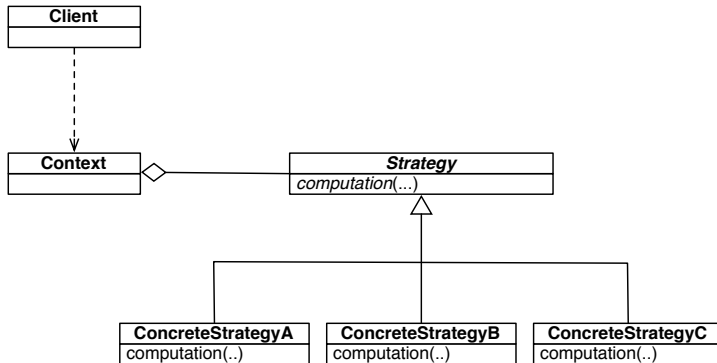 Client
Context
Strategy
computation(...)
ConcreteStrategyA
ConcreteStrategyB
ConcreteStrategyC
computation(..)
computation(..)
computation(..)